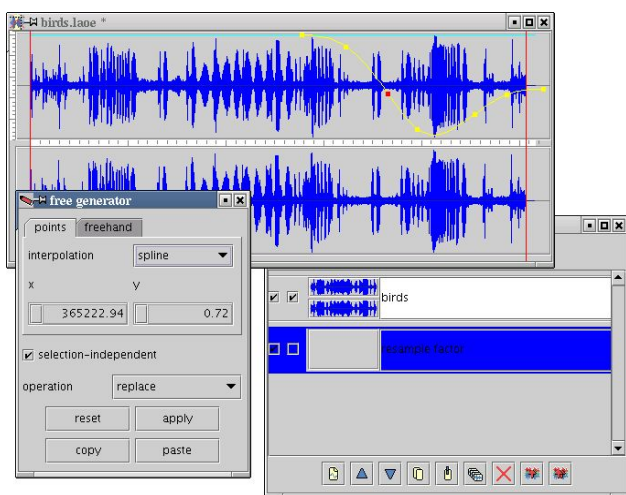 birds.laoe *
free generator
points freehand
interpolation spline
x y
365222.94 0.72
selection-independent
operation replace
reset apply
copy paste
birds
resample factor